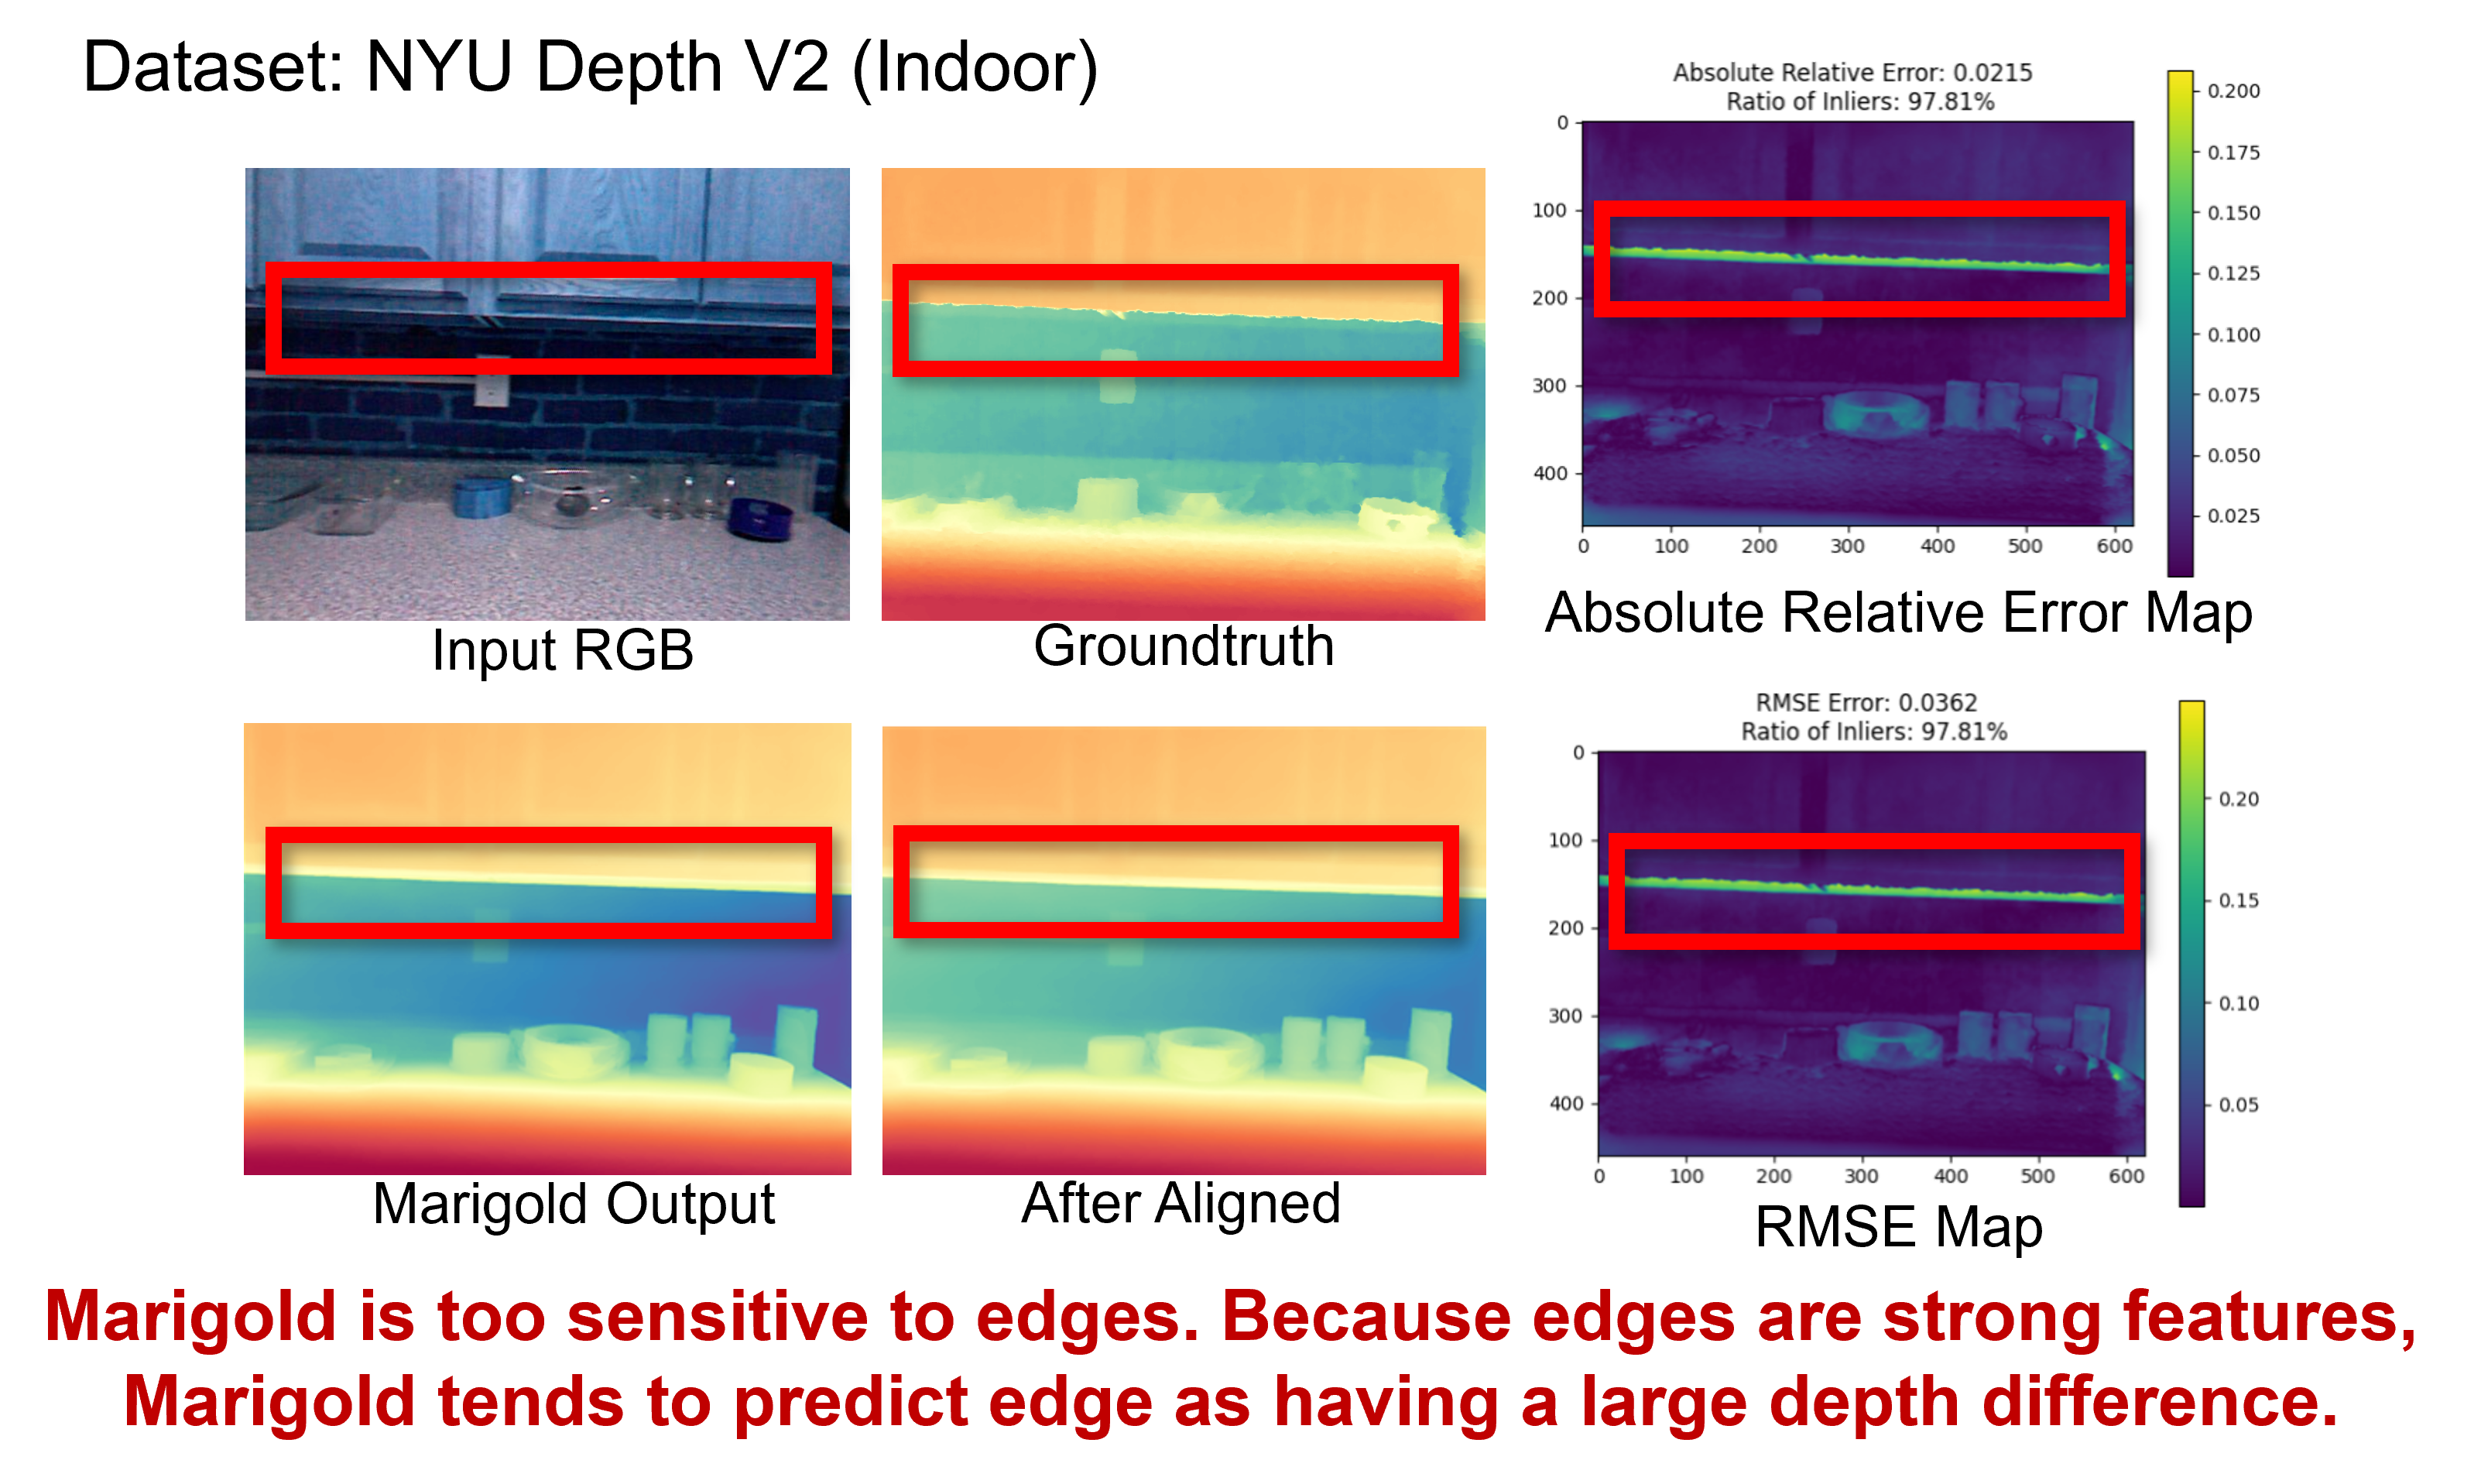 Dataset: NYU Depth V2 (Indoor)
Absolute Relative Error: 0.0215
Ratio of Inliers: 97.81%
0
100
200
300
400
0 100 200 300 400 500 600
0.200
0.175
0.150
0.125
0.100
0.075
0.050
0.025
Input RGB
Groundtruth
Absolute Relative Error Map
RMSE Error: 0.0362
Ratio of Inliers: 97.81%
0
100
200
300
400
0 100 200 300 400 500 600
0.20
0.15
0.10
0.05
Marigold Output
After Aligned
RMSE Map
Marigold is too sensitive to edges. Because edges are strong features,
Marigold tends to predict edge as having a large depth difference.